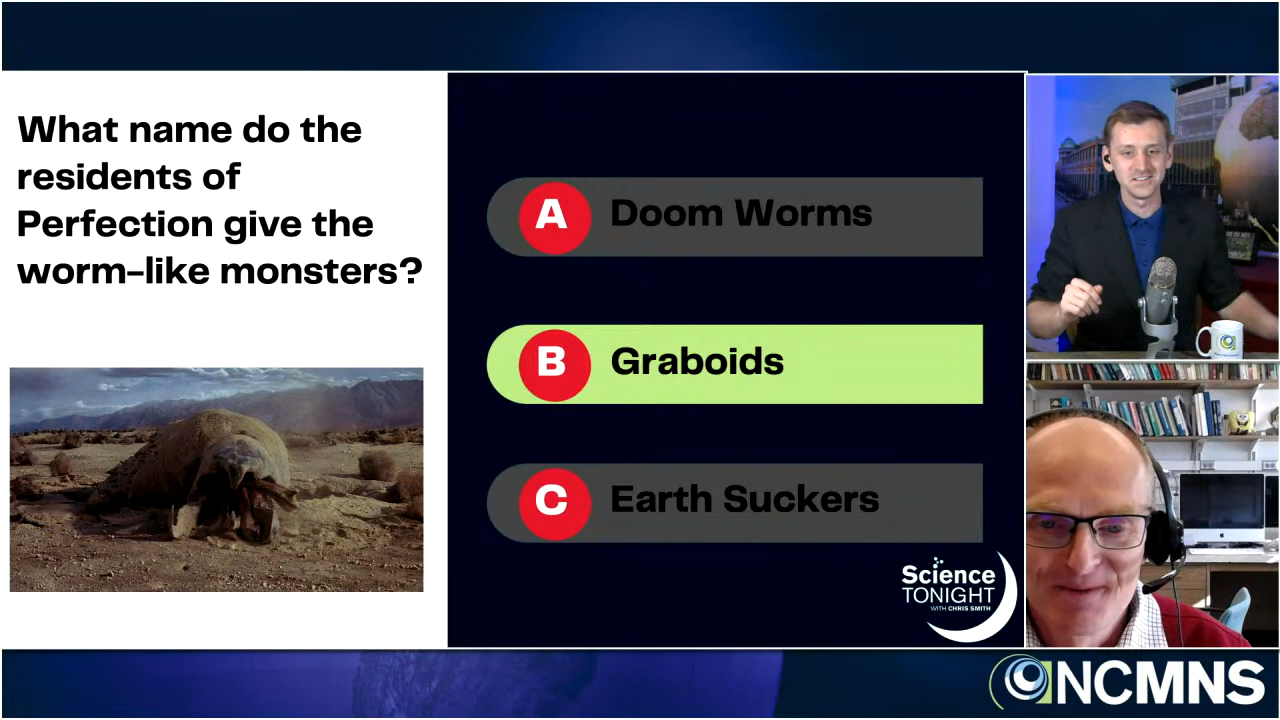 What name do the
residents of
Perfection give the
worm-like monsters?
A Doom Worms
B Graboids
C Earth Suckers
Science
TONIGHT
WITH CHRIS SMITH
NCMNS